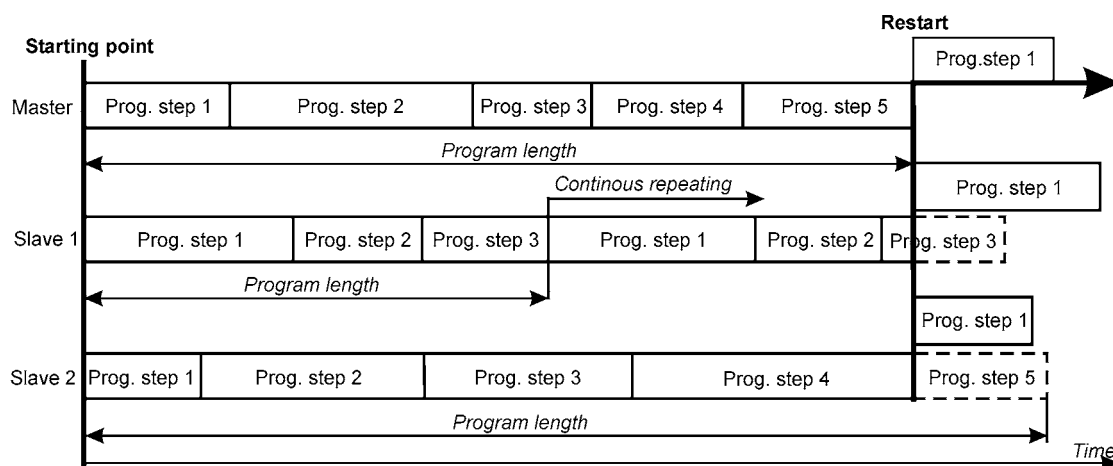 Restart
Starting point
Prog.step 1
Master
Prog. step 1
Prog. step 2
Prog. step 3
Prog. step 4
Prog. step 5
Program length
Continous repeating
Prog. step 1
Slave 1
Prog. step 1
Prog. step 2
Prog. step 3
Prog. step 1
Prog. step 2
Prog. step 3
Program length
Prog. step 1
Slave 2
Prog. step 1
Prog. step 2
Prog. step 3
Prog. step 4
Prog. step 5
Program length
Time